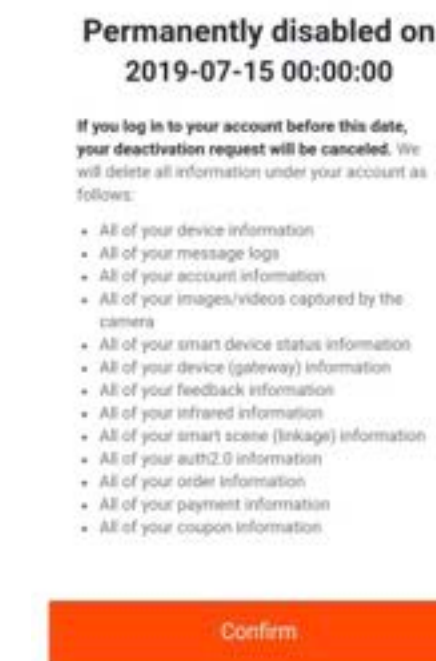 Permanently disabled on
2019-07-15 00:00:00
If you log in to your account before this date,
your deactivation request will be canceled. We
will delete all information under your account as
follows:
• All of your device information
• All of your message logs
• All of your account information
• All of your images/videos captured by the
camera
• All of your smart device status information
• All of your device (gateway) information
• All of your feedback information
• All of your infrared information
• All of your smart scene (linkage) information
• All of your auth2.0 information
• All of your order information
• All of your payment information
• All of your coupon information
Confirm